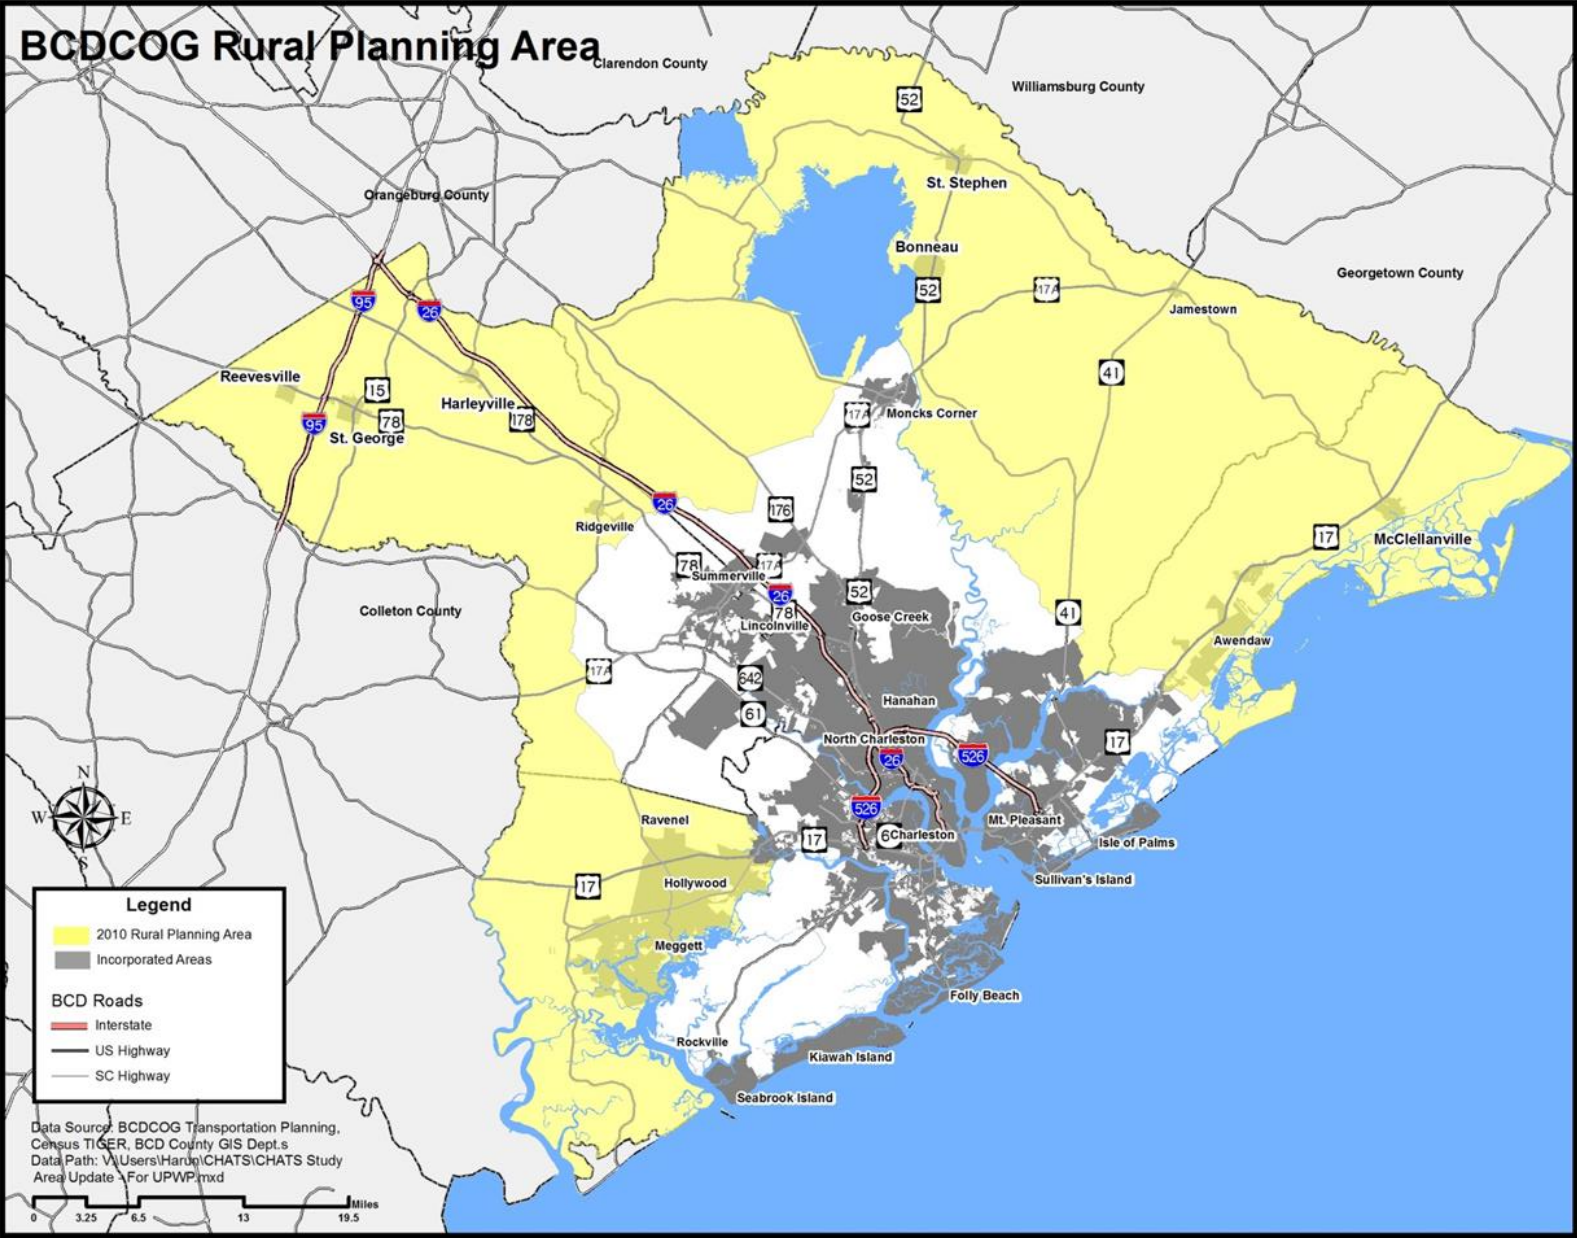 BCDCOG Rural Planning Area
Clarendon County
Williamsburg County
52
Orangeburg County
St. Stephen
Bonneau
Georgetown County
52
17A
Jamestown
95
26
41
Reevesville
15
Harleyville
178
95
78
St. George
17A
Moncks Corner
52
26
176
Ridgeville
17
McClellanville
78
17A
Summerville
26
52
Colleton County
78
Lincolnville
Goose Creek
41
Awendaw
17A
642
Hanahan
61
North Charleston
26
526
17
N
W
E
S
526
Ravenel
17
6
Charleston
Mt. Pleasant
Isle of Palms
17
Hollywood
Sullivan's Island
Meggett
Folly Beach
Rockville
Kiawah Island
Seabrook Island
Legend
2010 Rural Planning Area
Incorporated Areas
BCD Roads
Interstate
US Highway
SC Highway
Data Source: BCDCOG Transportation Planning,
Census TIGER, BCD County GIS Dept.s
Data Path: V:\Users\Harun\CHATS\CHATS Study
Area Update - For UPWP.mxd
Miles
0 3.25 6.5 13 19.5